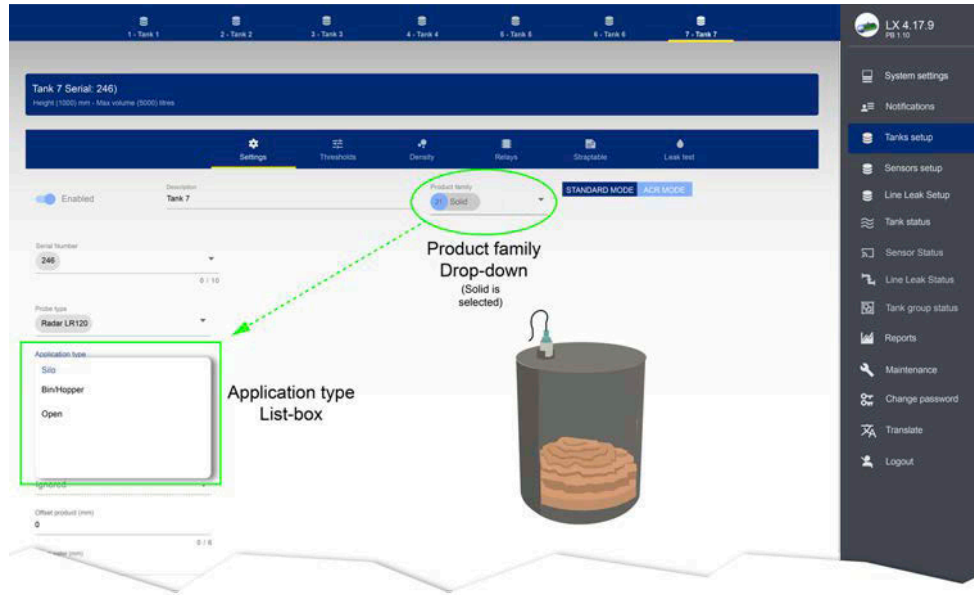 1 - Tank 1
2 - Tank 2
3 - Tank 3
4 - Tank 4
5 - Tank 5
6 - Tank 6
7 - Tank 7
LX 4.17.9
PB 1.10
Tank 7 Serial: 246)
Height (1000) mm - Max volume (5000) litres
Settings
Thresholds
Density
Relays
Straptable
Leak test
Enabled
Description
Tank 7
Product family
21 Solid
STANDARD MODE
ACR MODE
Serial Number
246
0 / 10
Probe type
Radar LR120
Application type
Silo
Bin/Hopper
Open
Ignored
Offset product (mm)
0
0 / 6
Product family
Drop-down
(Solid is
selected)
Application type
List-box
System settings
Notifications
Tanks setup
Sensors setup
Line Leak Setup
Tank status
Sensor Status
Line Leak Status
Tank group status
Reports
Maintenance
Change password
Translate
Logout